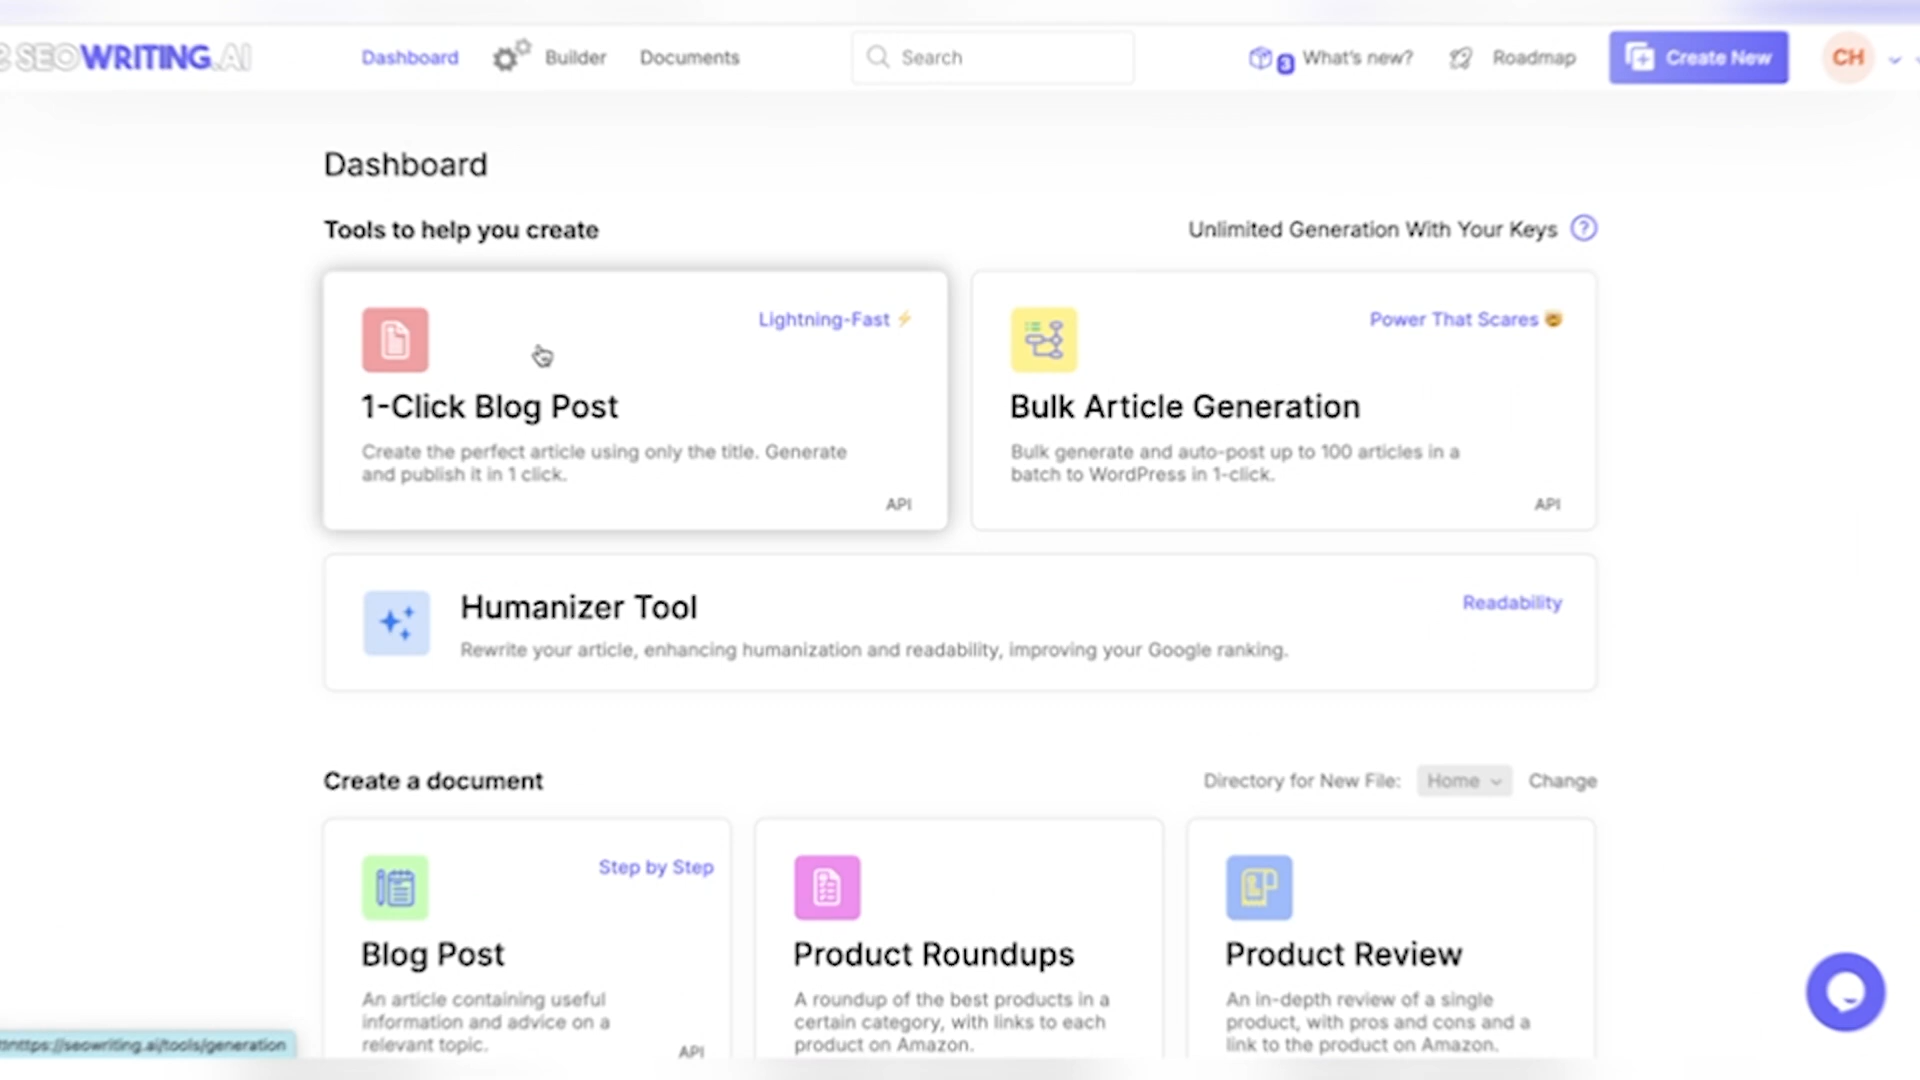 SEOWRITING.AI
Dashboard
Builder
Documents
Search
3
What's new?
Roadmap
Create New
CH
Dashboard
Tools to help you create
Unlimited Generation With Your Keys ?
Lightning-Fast ⚡
1-Click Blog Post
Create the perfect article using only the title. Generate
and publish it in 1 click.
API
Power That Scares
Bulk Article Generation
Bulk generate and auto-post up to 100 articles in a
batch to WordPress in 1-click.
API
Humanizer Tool
Readability
Rewrite your article, enhancing humanization and readability, improving your Google ranking.
Create a document
Directory for New File: Home Change
Step by Step
Blog Post
An article containing useful
information and advice on a
relevant topic.
API
Product Roundups
A roundup of the best products in a
certain category, with links to each
product on Amazon.
Product Review
An in-depth review of a single
product, with pros and cons and a
link to the product on Amazon.
https://seowriting.ai/tools/generation